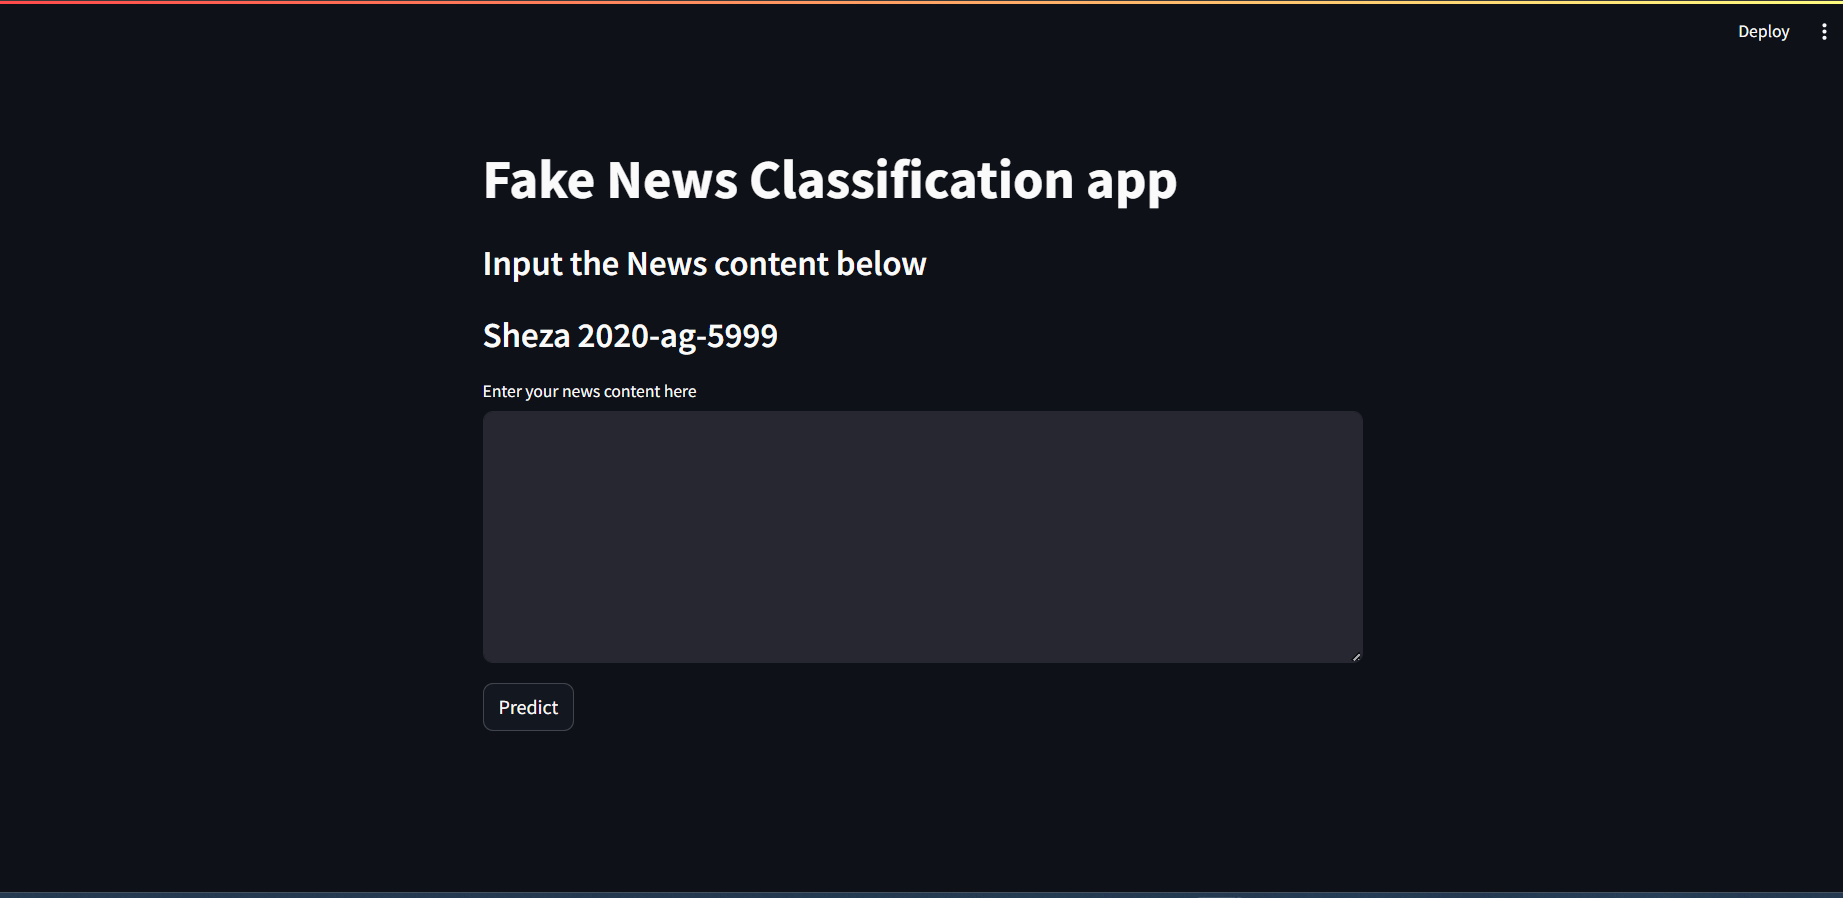 Deploy
Fake News Classification app
Input the News content below
Sheza 2020-ag-5999
Enter your news content here
Predict